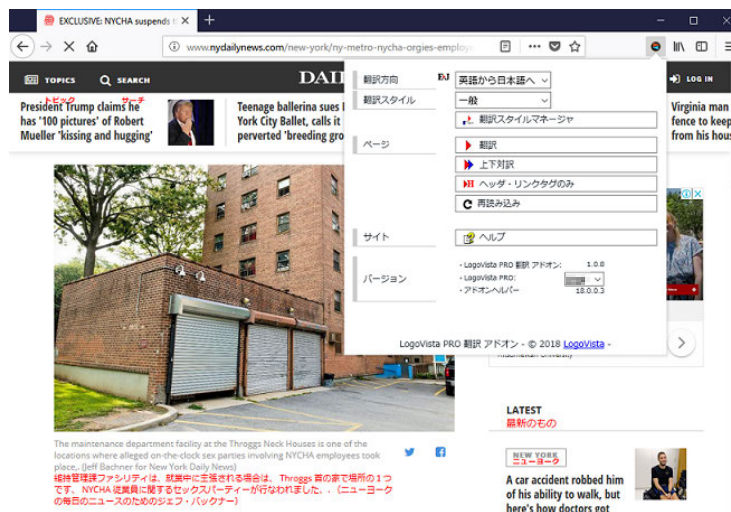 EXCLUSIVE: NYCHA suspends
www.nydailynews.com/new-york/ny-metro-nycha-orgies-employ
TOPICS
SEARCH
DAI
LOG IN
トピック
サーチ
President Trump claims he
has '100 pictures' of Robert
Mueller 'kissing and hugging'
Teenage ballerina sues
York City Ballet, calls it
perverted 'breeding gro
Virginia man
fence to keep
from his hous
翻訳方向
英語から日本語へ
翻訳スタイル
一般
翻訳スタイルマネージャ
ページ
翻訳
上下対訳
ヘッダ・リンクタグのみ
再読み込み
サイト
ヘルプ
バージョン
- LogoVista PRO 翻訳 アドオン: 1.0.8
- LogoVista PRO:
- アドオンヘルパー 18.0.0.3
LogoVista PRO 翻訳 アドオン - © 2018 LogoVista -
The maintenance department facility at the Throggs Neck Houses is one of the
locations where alleged on-the-clock sex parties involving NYCHA employees took
place,. (Jeff Bachner for New York Daily News)
維持管理課ファシリティは、就業中に主張される場合は、 Throggs 首の家で場所の1つ
です、 NYCHA 従業員に関するセックスパーティーが行なわれました、. (ニューヨーク
の毎日のニュースのためのジェフ・バックナー)
LATEST
最新のもの
NEW YORK
ニューヨーク
A car accident robbed him
of his ability to walk, but
here's how doctors got